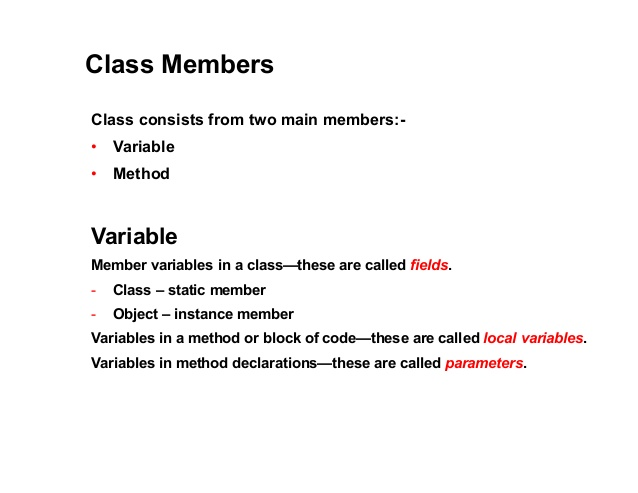 Class Members
Class consists from two main members:-
• Variable
• Method
Variable
Member variables in a class—these are called fields.
- Class – static member
- Object – instance member
Variables in a method or block of code—these are called local variables.
Variables in method declarations—these are called parameters.